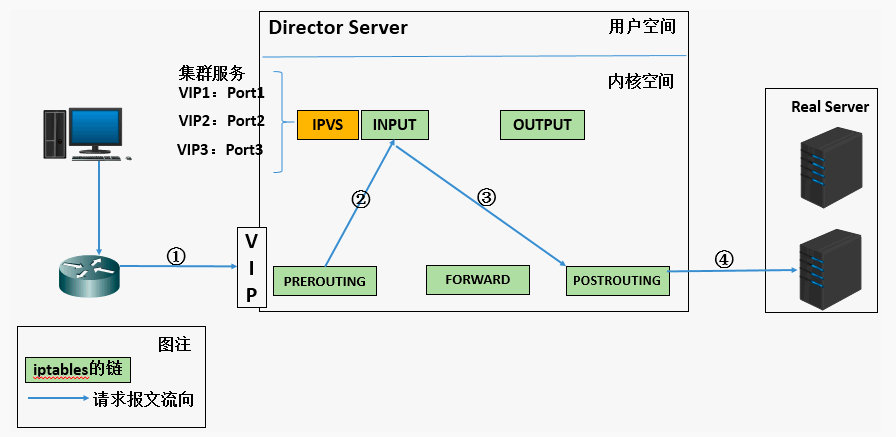 Director Server
用户空间
集群服务
VIP1：Port1
VIP2：Port2
VIP3：Port3
内核空间
IPVS
INPUT
OUTPUT
Real Server
②
③
①
VIP
④
PREROUTING
FORWARD
POSTROUTING
图注
iptables的链
请求报文流向